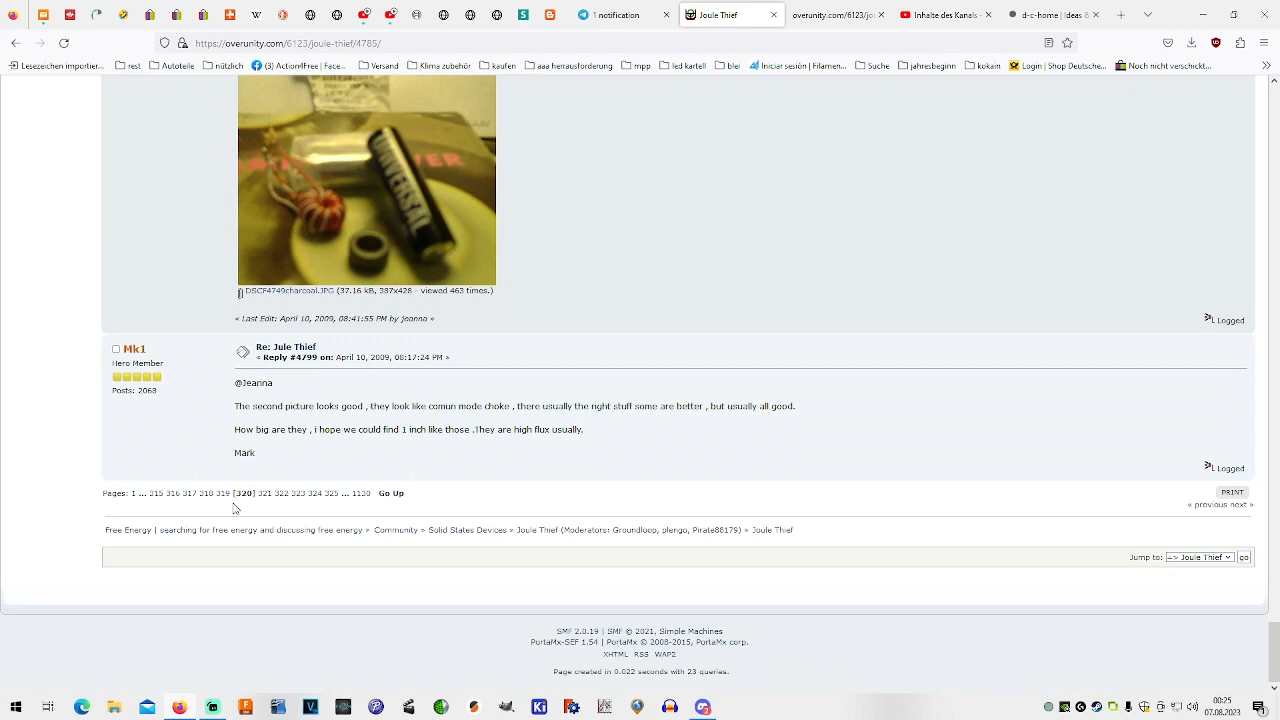 1 notification
Joule Thief
overunity.com/6123/jo
Inhalte des Kanals -
d-c-hord
https://overunity.com/6123/joule-thief/4785/
Lesezeichen importier...
rest
Autoteile
nützlich
(3) Action4Free | Face...
Versand
Klima zubehör
kaufen
aaa herrausforderung
mpp
led kartell
blei
Iniciar sesión | Filamen...
Suche
jahresbeginn
kokain
Login | Shop Deutsc...
Noch nicht verschickt...
UNIVERSAL
DSCF4749charcoal.JPG (37.16 kB, 387x428 - viewed 463 times.)
« Last Edit: April 10, 2009, 08:41:55 PM by jeanna »
Logged
Mk1
Hero Member
Posts: 2068
Re: Jule Thief
« Reply #4799 on: April 10, 2009, 08:17:24 PM »
@Jeanna
The second picture looks good , they look like comun mode choke , there usually the right stuff some are better , but usually all good.
How big are they , i hope we could find 1 inch like those .They are high flux usually.
Mark
Logged
Pages: 1 ... 315 316 317 318 319 [320] 321 322 323 324 325 ... 1130 Go Up
PRINT
« previous next »
Free Energy | searching for free energy and discussing free energy » Community » Solid States Devices » Joule Thief (Moderators: Groundloop, plengo, Pirate88179) » Joule Thief
Jump to: => Joule Thief go
SMF 2.0.19 | SMF © 2021, Simple Machines
PortaMx-SEF 1.54 | PortaMx © 2008-2015, PortaMx corp.
XHTML RSS WAP2
Page created in 0.022 seconds with 23 queries.
00:25
07.08.2023